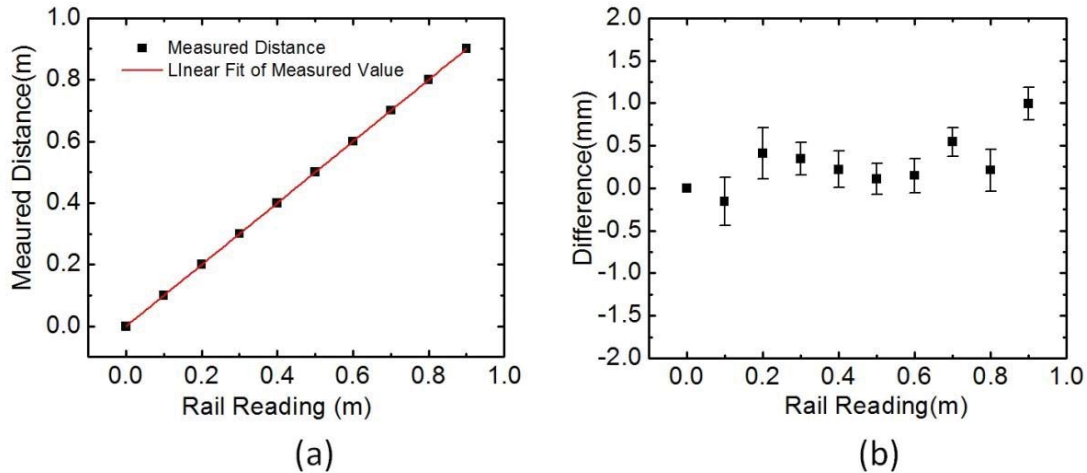 1.0
0.8
0.6
0.4
0.2
0.0
Meaured Distance(m)
Measured Distance
LInear Fit of Measured Value
0.0 0.2 0.4 0.6 0.8 1.0
Rail Reading (m)
(a)
2.0
1.5
1.0
0.5
0.0
-0.5
-1.0
-1.5
-2.0
Difference(mm)
0.0 0.2 0.4 0.6 0.8 1.0
Rail Reading(m)
(b)